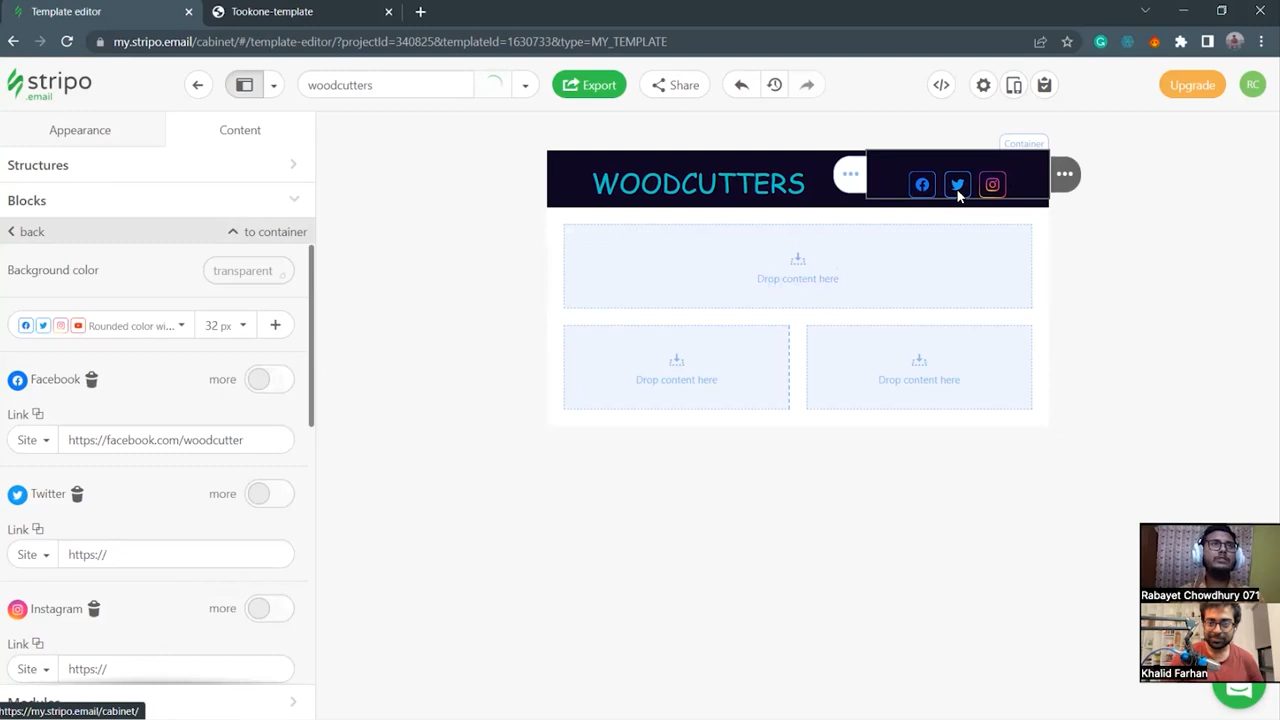 Template editor
Tookone-template
my.stripo.email/cabinet/#/template-editor/?projectId=340825&templateId=1630733&type=MY_TEMPLATE
stripo
.email
woodcutters
Export
Share
Upgrade
RC
Appearance
Content
Structures
Blocks
back
to container
Background color
transparent
Rounded color wi...
32 px
Facebook
more
Link
Site
https://facebook.com/woodcutter
Twitter
more
Link
Site
https://
Instagram
more
Link
Site
https://
Modules
https://my.stripo.email/cabinet/
Container
WOODCUTTERS
Drop content here
Drop content here
Drop content here
Rabayet Chowdhury 071
Khalid Farhan